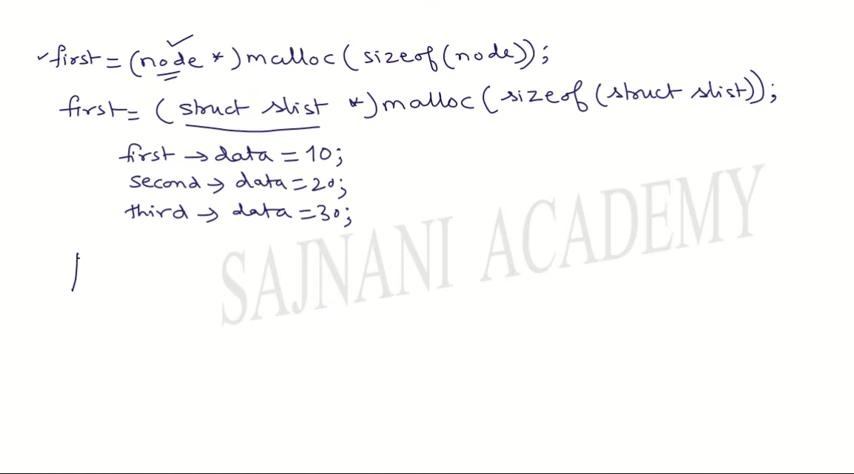 first = (node *) malloc (sizeof (node));
first = (struct slist *) malloc (sizeof (struct slist));
first → data = 10;
second → data = 20;
third → data = 30;
SAJNANI ACADEMY